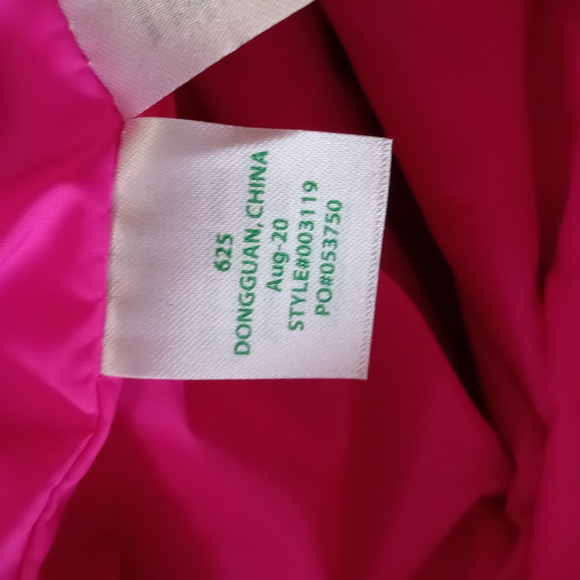 625
DONGGUAN, CHINA
Aug-20
STYLE#003119
PO#053750